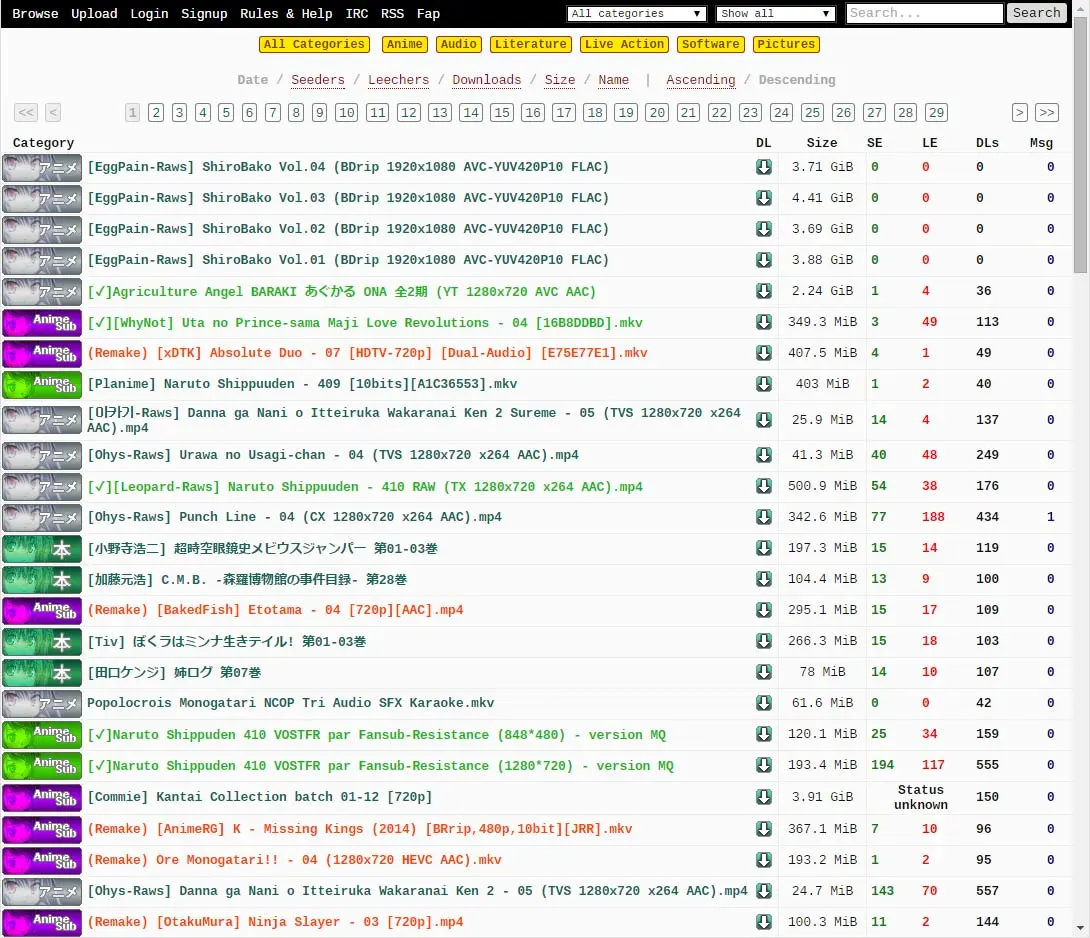 Browse Upload Login Signup Rules & Help IRC RSS Fap All categories Show all Search... Search
All Categories Anime Audio Literature Live Action Software Pictures
Date / Seeders / Leechers / Downloads / Size / Name | Ascending / Descending
<< < 1 2 3 4 5 6 7 8 9 10 11 12 13 14 15 16 17 18 19 20 21 22 23 24 25 26 27 28 29 > >>
Category DL Size SE LE DLs Msg
アニメ [EggPain-Raws] ShiroBako Vol.04 (BDrip 1920x1080 AVC-YUV420P10 FLAC) 3.71 GiB 0 0 0 0
アニメ [EggPain-Raws] ShiroBako Vol.03 (BDrip 1920x1080 AVC-YUV420P10 FLAC) 4.41 GiB 0 0 0 0
アニメ [EggPain-Raws] ShiroBako Vol.02 (BDrip 1920x1080 AVC-YUV420P10 FLAC) 3.69 GiB 0 0 0 0
アニメ [EggPain-Raws] ShiroBako Vol.01 (BDrip 1920x1080 AVC-YUV420P10 FLAC) 3.88 GiB 0 0 0 0
アニメ [✓]Agriculture Angel BARAKI あぐかる ONA 全2期 (YT 1280x720 AVC AAC) 2.24 GiB 1 4 36 0
Anime Sub [✓][WhyNot] Uta no Prince-sama Maji Love Revolutions - 04 [16B8DDBD].mkv 349.3 MiB 3 49 113 0
Anime Sub (Remake) [xDTK] Absolute Duo - 07 [HDTV-720p] [Dual-Audio] [E75E77E1].mkv 407.5 MiB 4 1 49 0
Anime Sub [Planime] Naruto Shippuuden - 409 [10bits][A1C36553].mkv 403 MiB 1 2 40 0
アニメ [아카기-Raws] Danna ga Nani o Itteiruka Wakaranai Ken 2 Sureme - 05 (TVS 1280x720 x264
AAC).mp4 25.9 MiB 14 4 137 0
アニメ [Ohys-Raws] Urawa no Usagi-chan - 04 (TVS 1280x720 x264 AAC).mp4 41.3 MiB 40 48 249 0
アニメ [✓][Leopard-Raws] Naruto Shippuuden - 410 RAW (TX 1280x720 x264 AAC).mp4 500.9 MiB 54 38 176 0
アニメ [Ohys-Raws] Punch Line - 04 (CX 1280x720 x264 AAC).mp4 342.6 MiB 77 188 434 1
本 [小野寺浩二] 超時空眼鏡史メビウスジャンパー 第01-03巻 197.3 MiB 15 14 119 0
本 [加藤元浩] C.M.B. -森羅博物館の事件目録- 第28巻 104.4 MiB 13 9 100 0
Anime Sub (Remake) [BakedFish] Etotama - 04 [720p][AAC].mp4 295.1 MiB 15 17 109 0
本 [Tiv] ぼくラはミンナ生きテイル! 第01-03巻 266.3 MiB 15 18 103 0
本 [田口ケンジ] 姉ログ 第07巻 78 MiB 14 10 107 0
アニメ Popolocrois Monogatari NCOP Tri Audio SFX Karaoke.mkv 61.6 MiB 0 0 42 0
Anime Sub [✓]Naruto Shippuden 410 VOSTFR par Fansub-Resistance (848*480) - version MQ 120.1 MiB 25 34 159 0
Anime Sub [✓]Naruto Shippuden 410 VOSTFR par Fansub-Resistance (1280*720) - version MQ 193.4 MiB 194 117 555 0
Anime Sub [Commie] Kantai Collection batch 01-12 [720p] 3.91 GiB Status unknown 150 0
Anime Sub (Remake) [AnimeRG] K - Missing Kings (2014) [BRrip,480p,10bit][JRR].mkv 367.1 MiB 7 10 96 0
Anime Sub (Remake) Ore Monogatari!! - 04 (1280x720 HEVC AAC).mkv 193.2 MiB 1 2 95 0
アニメ [Ohys-Raws] Danna ga Nani o Itteiruka Wakaranai Ken 2 - 05 (TVS 1280x720 x264 AAC).mp4 24.7 MiB 143 70 557 0
Anime Sub (Remake) [OtakuMura] Ninja Slayer - 03 [720p].mp4 100.3 MiB 11 2 144 0